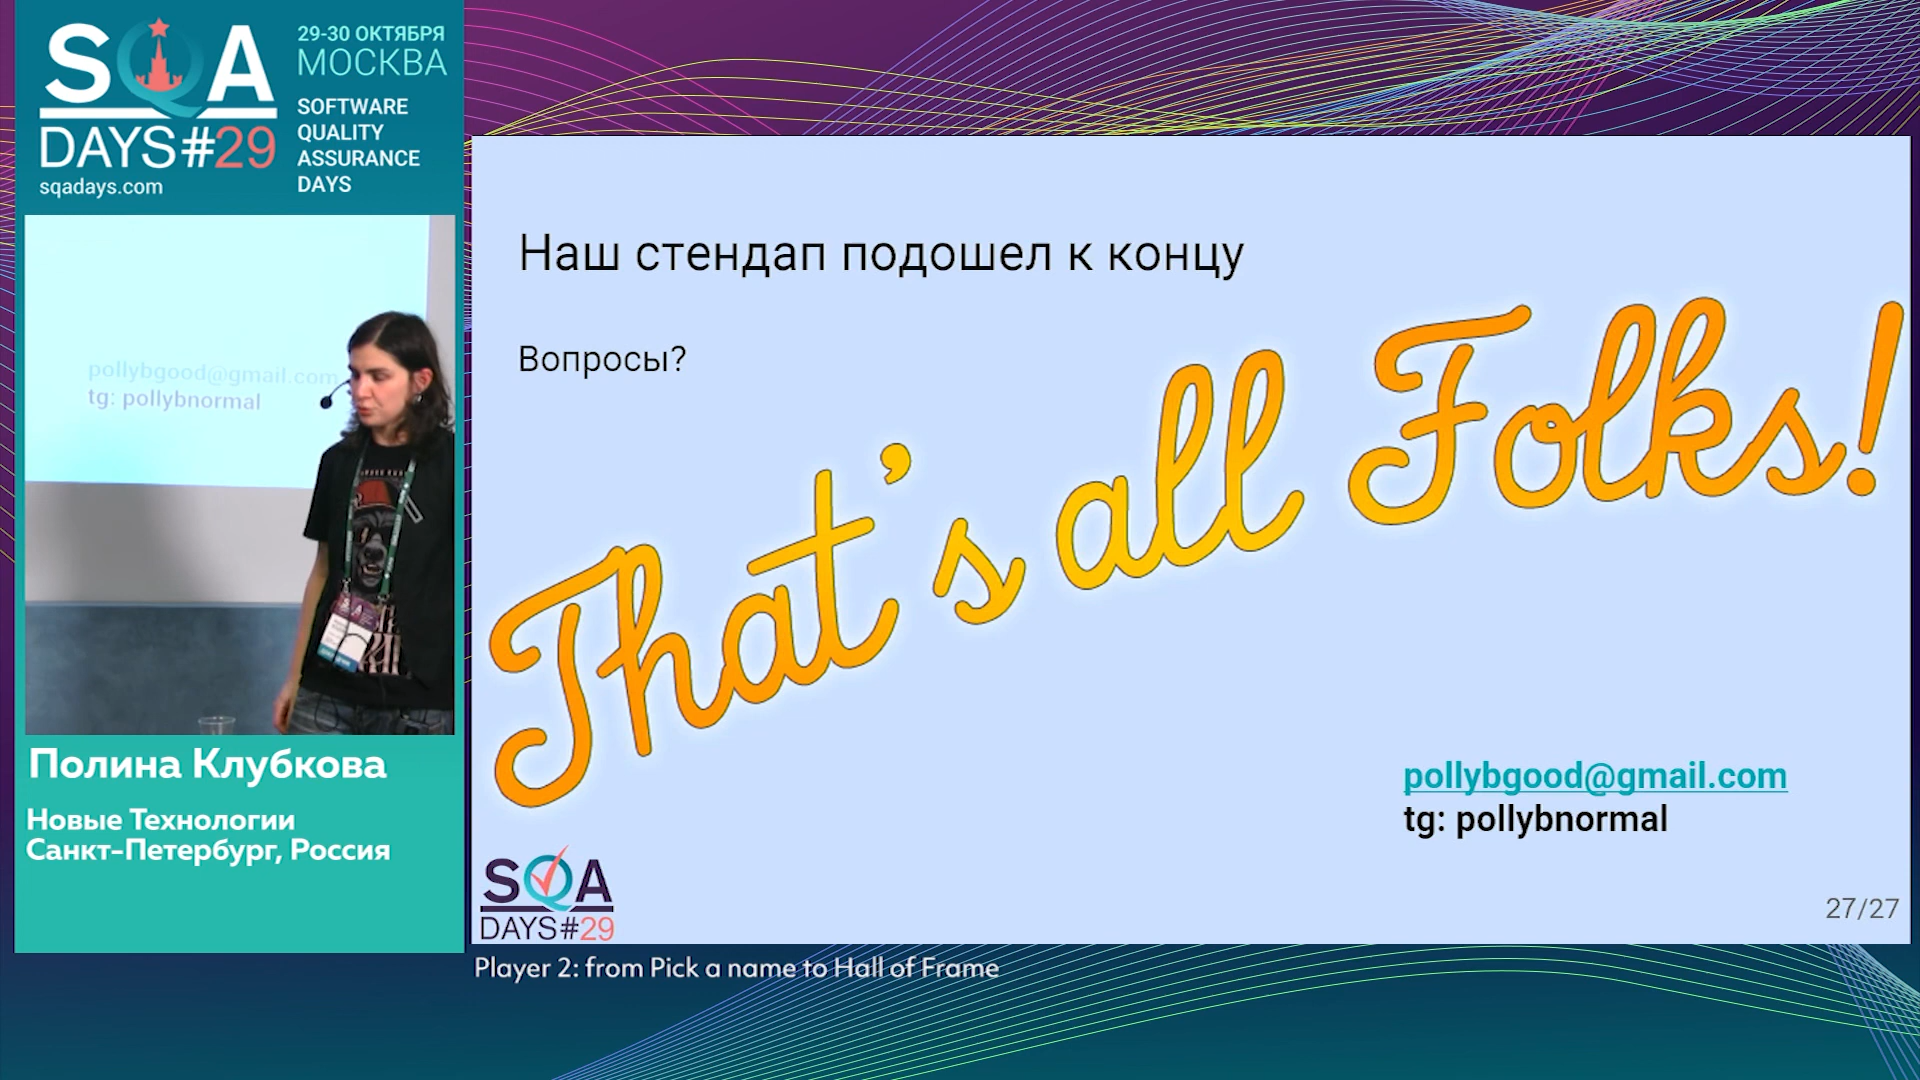 SQA
DAYS#29
sqadays.com
29-30 ОКТЯБРЯ
МОСКВА
SOFTWARE
QUALITY
ASSURANCE
DAYS
pollybgood@gmail.com
tg: pollybnormal
Полина Клубкова
Новые Технологии
Санкт-Петербург, Россия
Наш стендап подошел к концу
Вопросы?
That's all Folks!
pollybgood@gmail.com
tg: pollybnormal
SQA
DAYS#29
27/27
Player 2: from Pick a name to Hall of Frame